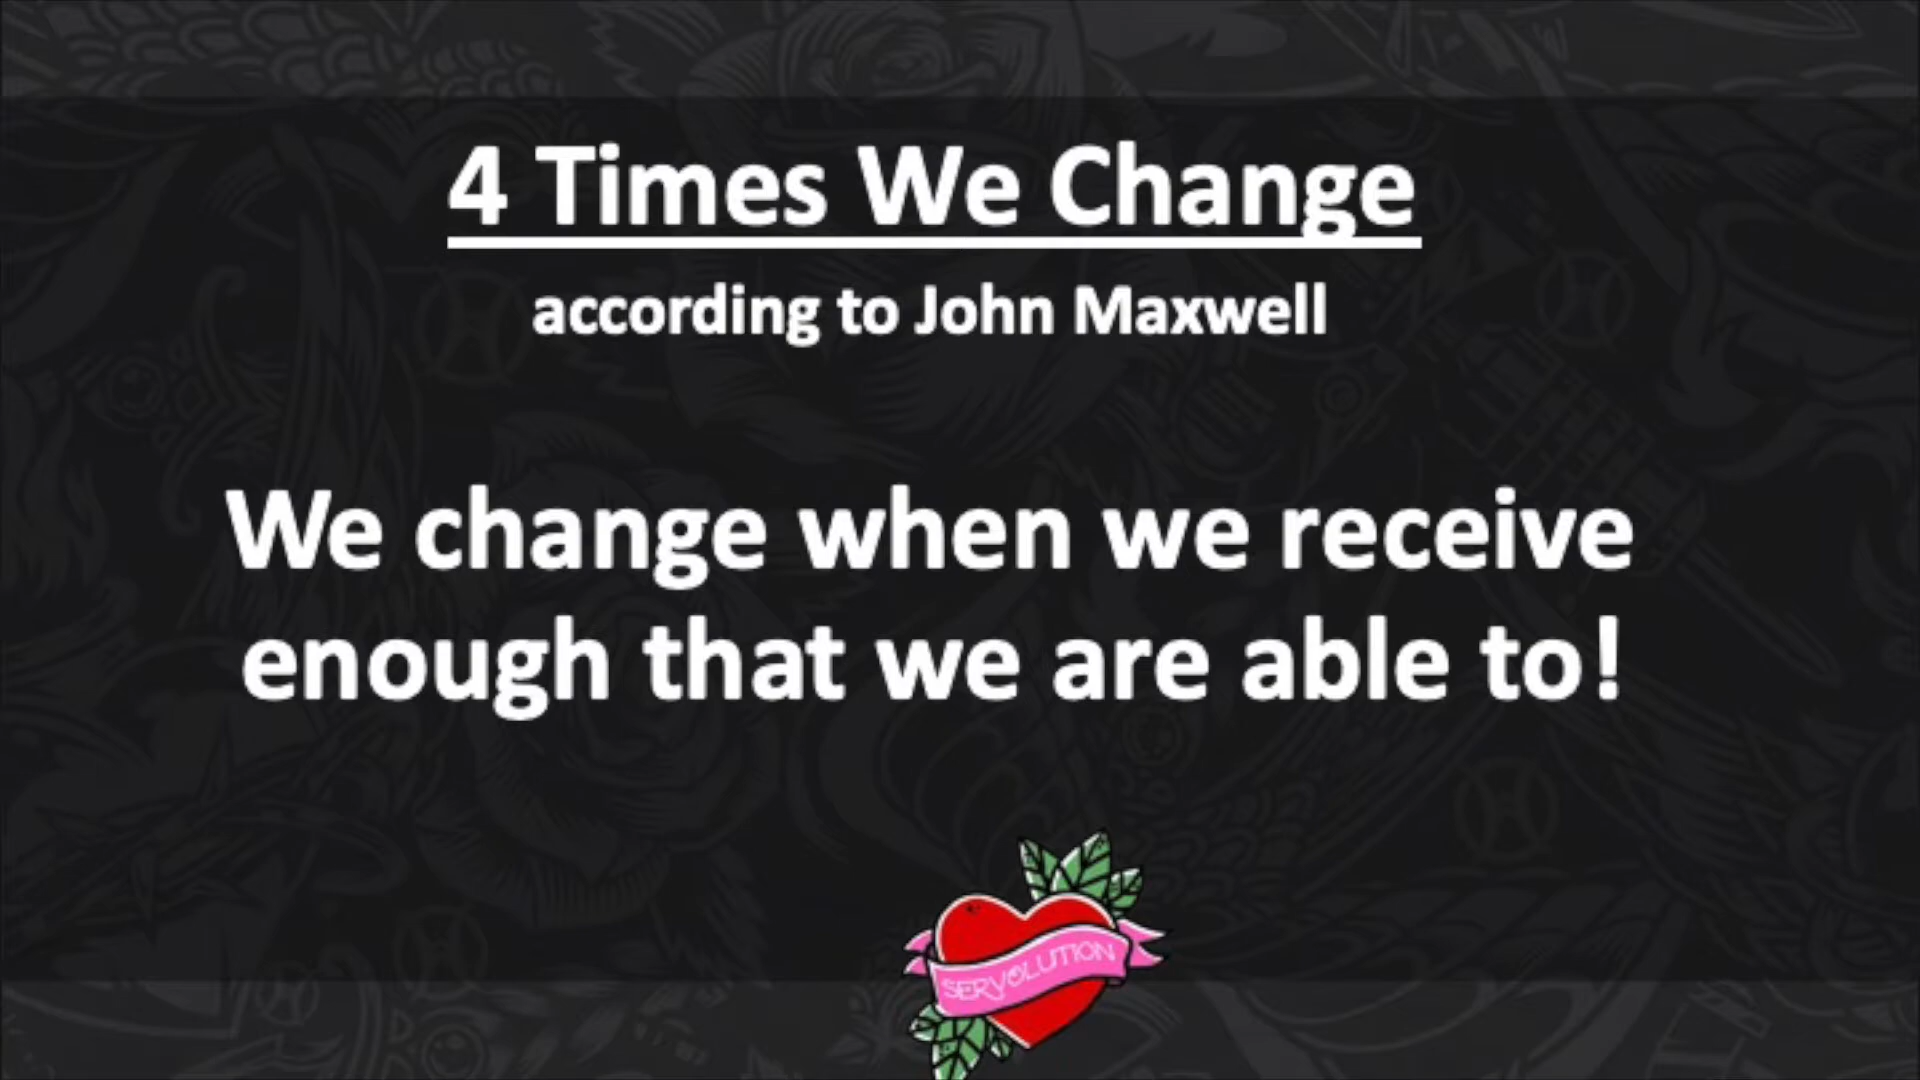 4 Times We Change
according to John Maxwell
We change when we receive
enough that we are able to!
SERVOLUTION